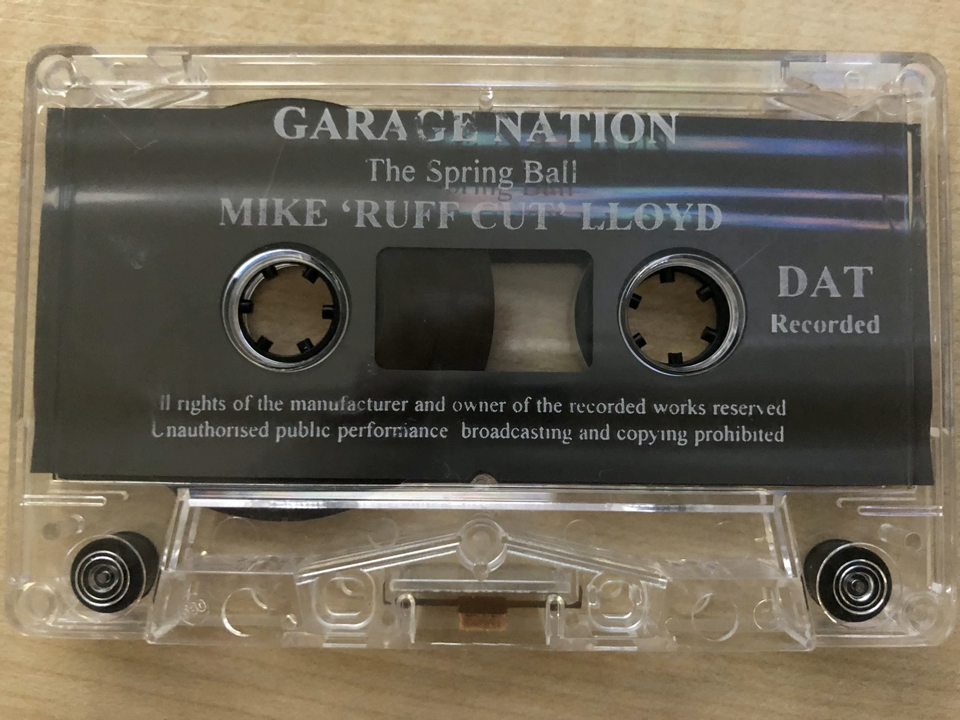 GARAGE NATION
The Spring Ball
MIKE ‘RUFF CUT’ LLOYD
DAT
Recorded
ll rights of the manufacturer and owner of the recorded works reserved
Unauthorised public performance broadcasting and copying prohibited